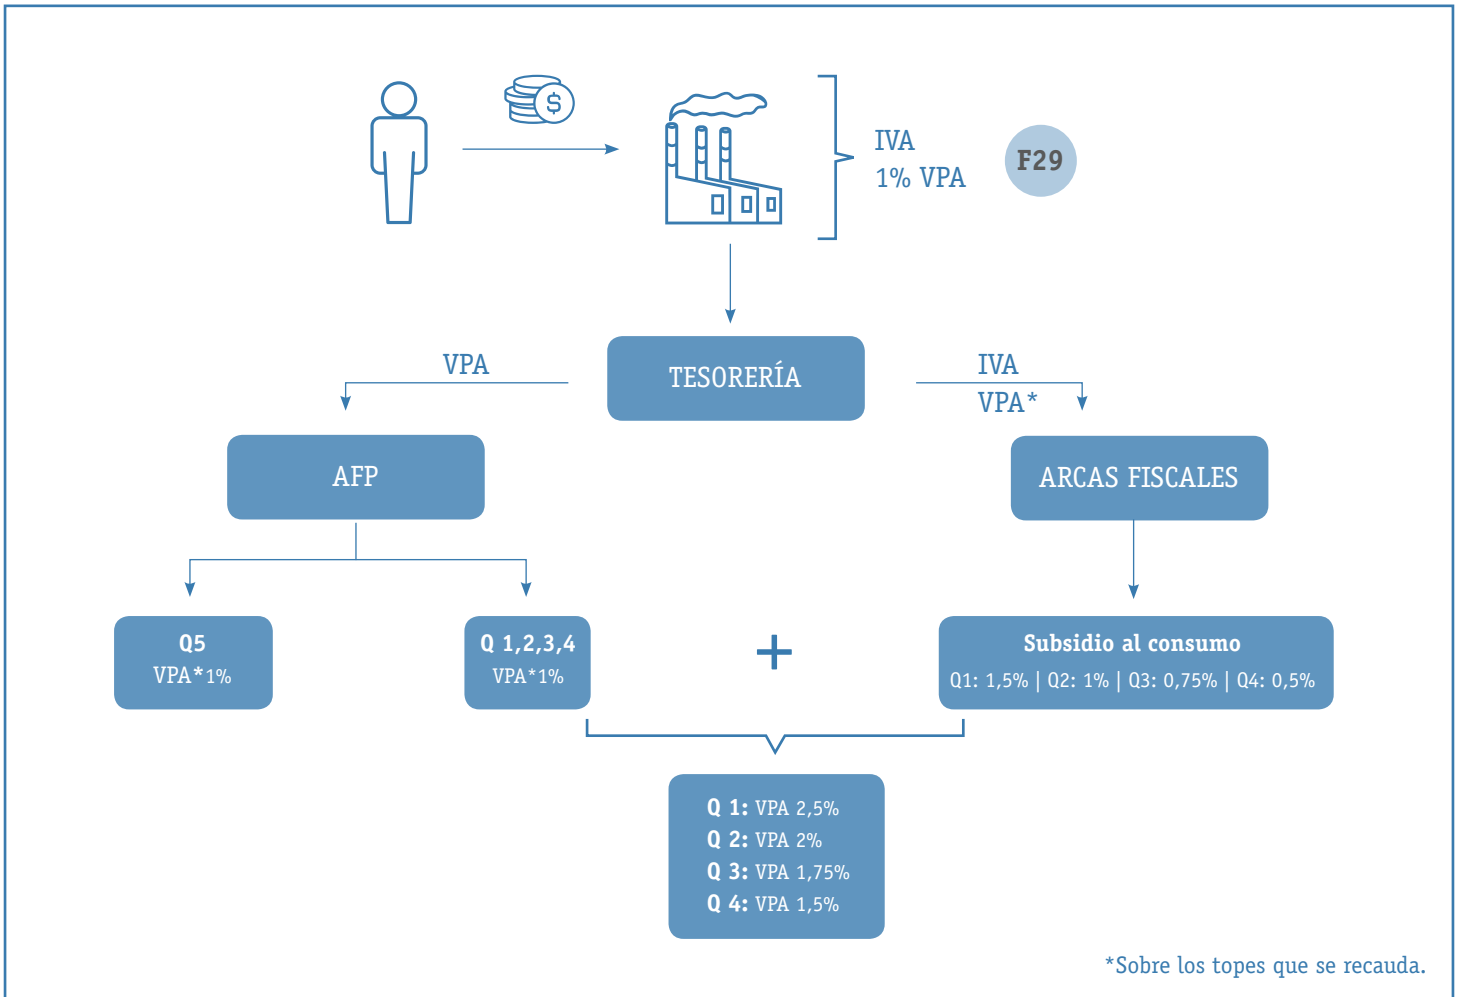 $
IVA
1% VPA
F29
TESORERÍA
VPA
IVA
VPA*
AFP
ARCAS FISCALES
Q5
VPA*1%
Q 1,2,3,4
VPA*1%
+
Subsidio al consumo
Q1: 1,5% | Q2: 1% | Q3: 0,75% | Q4: 0,5%
Q 1: VPA 2,5%
Q 2: VPA 2%
Q 3: VPA 1,75%
Q 4: VPA 1,5%
*Sobre los topes que se recauda.